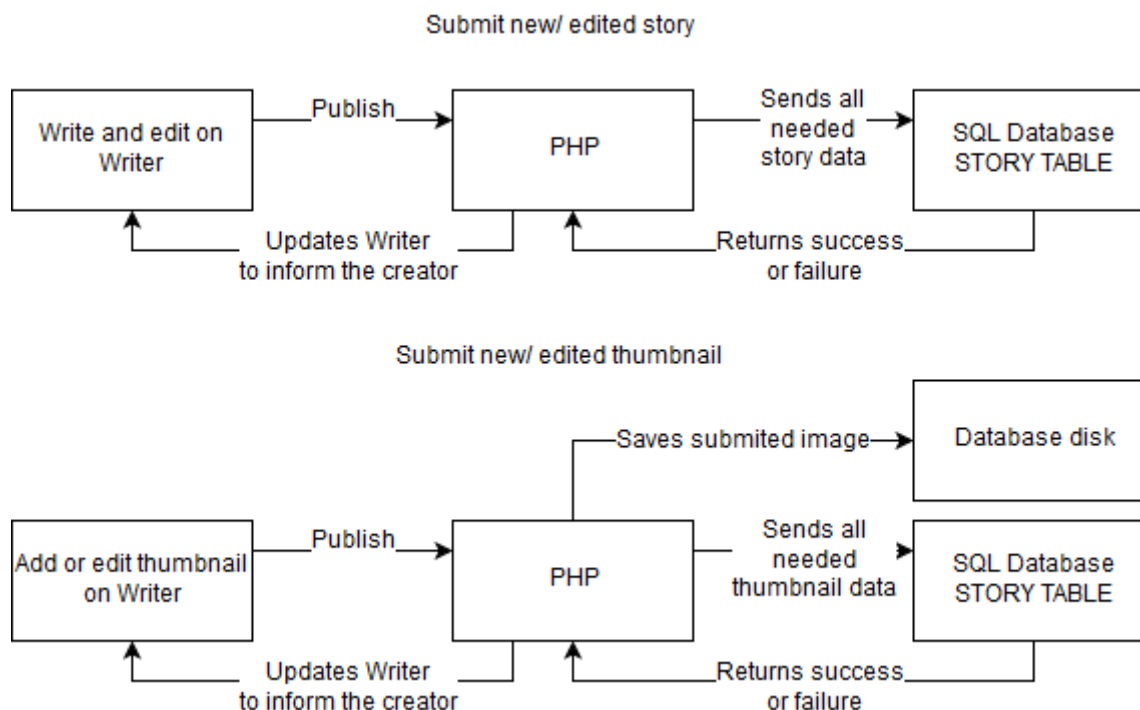 Submit new/ edited story
Write and edit on
Writer
Publish
PHP
Sends all
needed
story data
SQL Database
STORY TABLE
Updates Writer
to inform the creator
Returns success
or failure
Submit new/ edited thumbnail
Saves submited image
Database disk
Add or edit thumbnail
on Writer
Publish
PHP
Sends all
needed
thumbnail data
SQL Database
STORY TABLE
Updates Writer
to inform the creator
Returns success
or failure